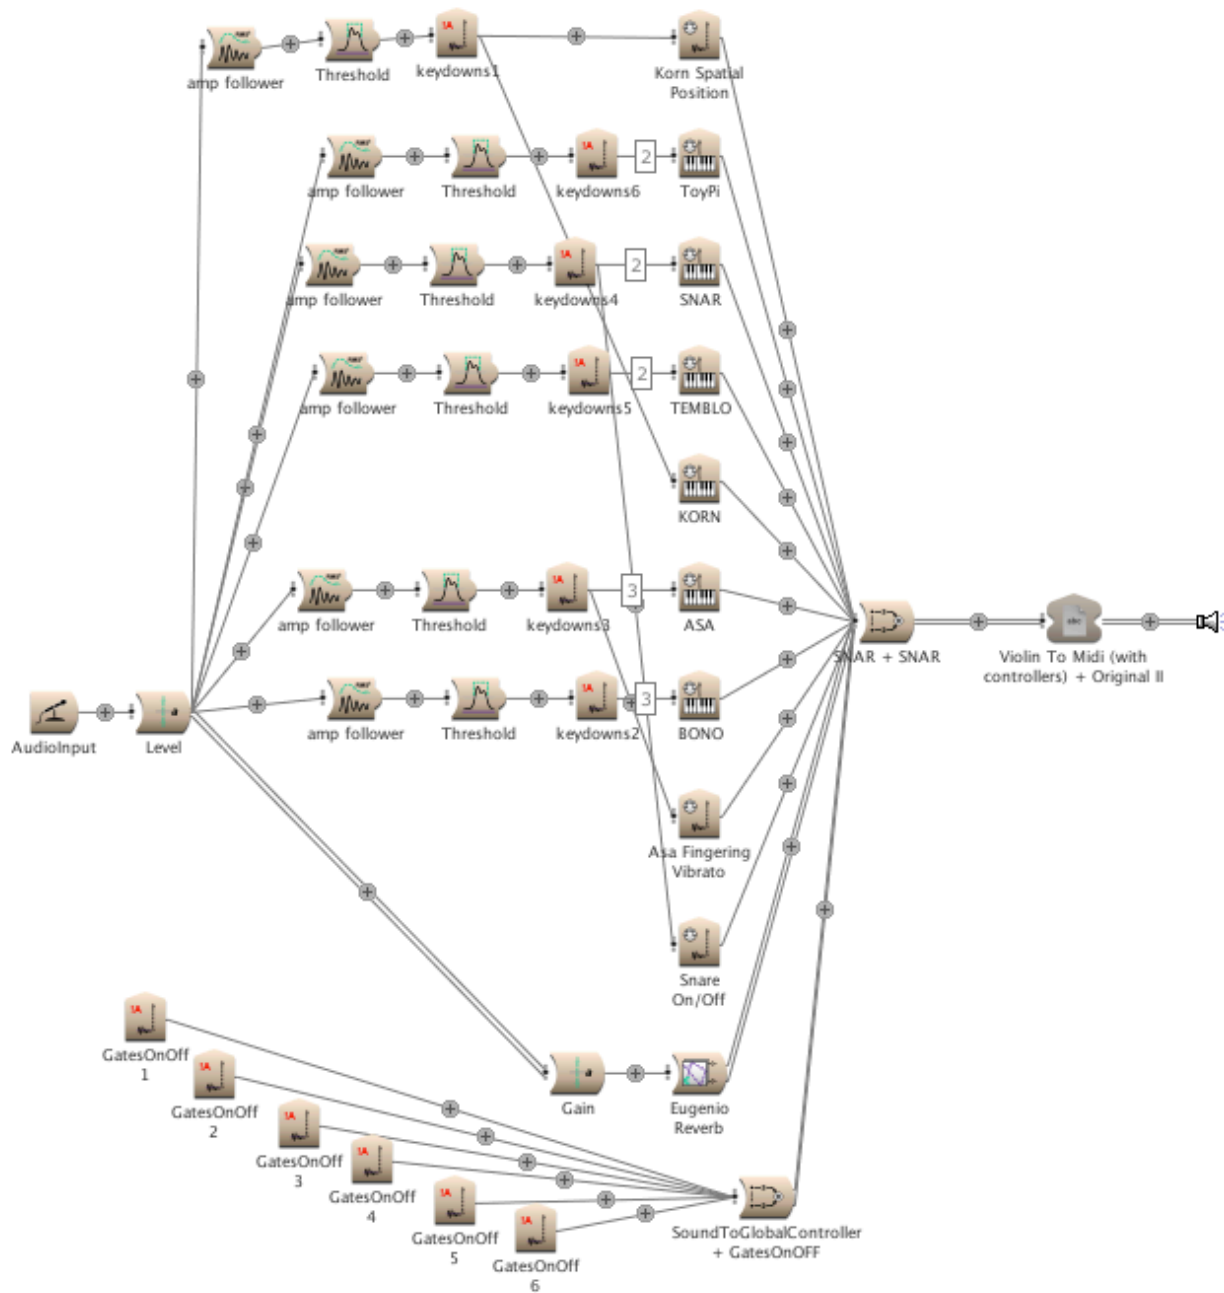 amp follower
Threshold
keydowns1
Korn Spatial
Position
amp follower
Threshold
keydowns6
2
ToyPi
amp follower
Threshold
keydowns4
2
SNAR
amp follower
Threshold
keydowns5
2
TEMBLO
KORN
amp follower
Threshold
keydowns3
3
ASA
SNAR + SNAR
Violin To Midi (with
controllers) + Original II
AudioInput
Level
amp follower
Threshold
keydowns2
3
BONO
Asa Fingering
Vibrato
Snare
On/Off
GatesOnOff
1
GatesOnOff
2
GatesOnOff
3
GatesOnOff
4
GatesOnOff
5
GatesOnOff
6
Gain
Eugenio
Reverb
SoundToGlobalController
+ GatesOnOFF